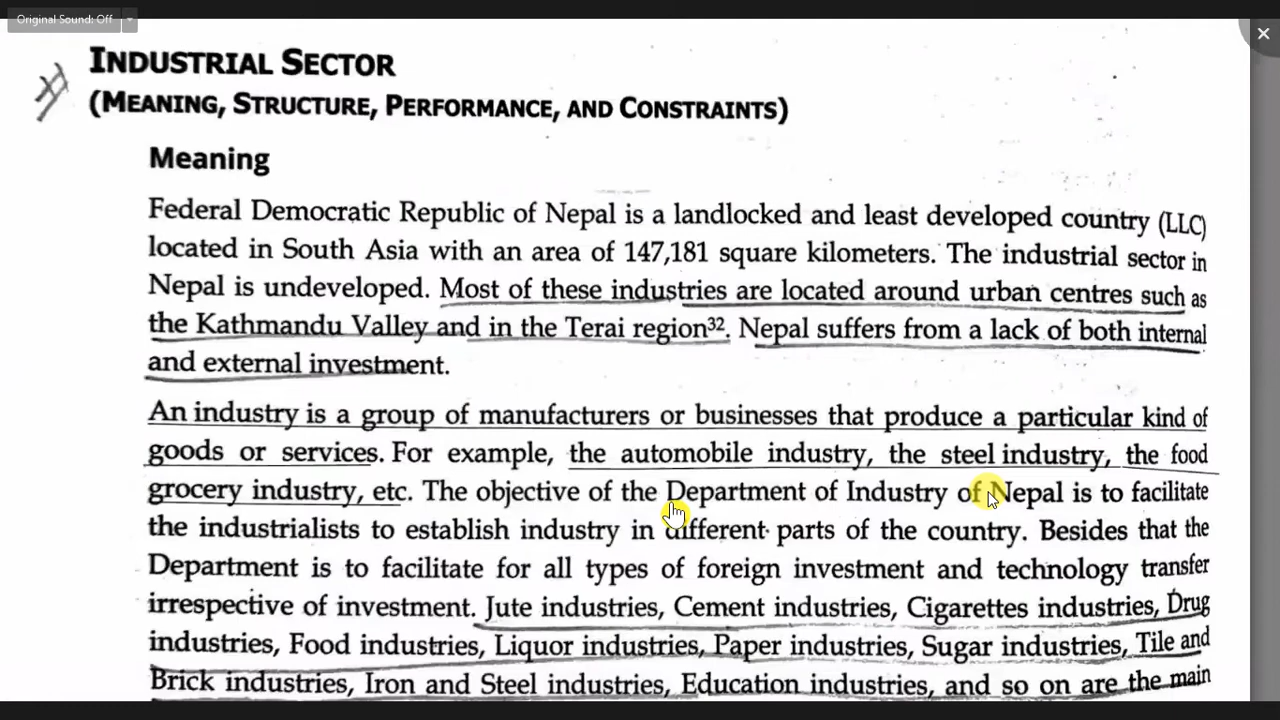 Original Sound: Off
INDUSTRIAL SECTOR
(MEANING, STRUCTURE, PERFORMANCE, AND CONSTRAINTS)
Meaning
Federal Democratic Republic of Nepal is a landlocked and least developed country (LLC)
located in South Asia with an area of 147,181 square kilometers. The industrial sector in
Nepal is undeveloped. Most of these industries are located around urban centres such as
the Kathmandu Valley and in the Terai region³². Nepal suffers from a lack of both internal
and external investment.
An industry is a group of manufacturers or businesses that produce a particular kind of
goods or services. For example, the automobile industry, the steel industry, the food
grocery industry, etc. The objective of the Department of Industry of Nepal is to facilitate
the industrialists to establish industry in different parts of the country. Besides that the
Department is to facilitate for all types of foreign investment and technology transfer
irrespective of investment. Jute industries, Cement industries, Cigarettes industries, Drug
industries, Food industries, Liquor industries, Paper industries, Sugar industries, Tile and
Brick industries, Iron and Steel industries, Education industries, and so on are the main